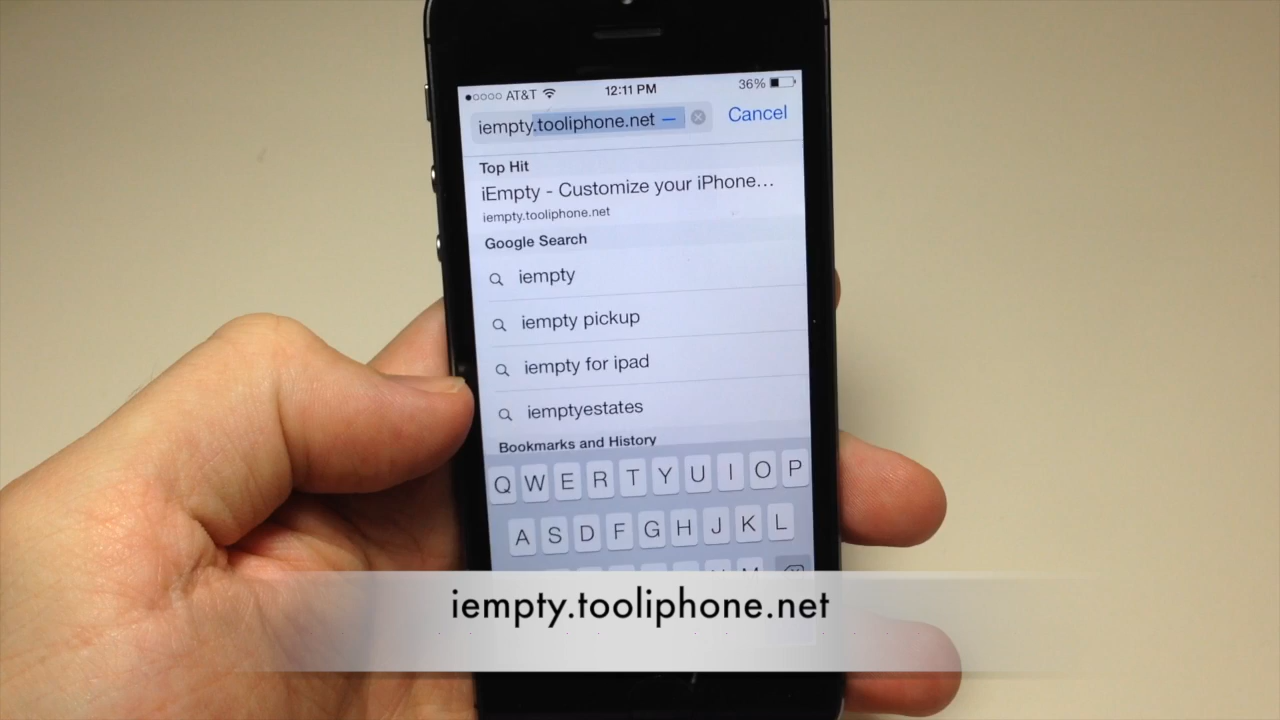 AT&T 12:11 PM 36%
iempty.tooliphone.net — Cancel
Top Hit
iEmpty - Customize your iPhone...
iempty.tooliphone.net
Google Search
iempty
iempty pickup
iempty for ipad
iemptyestates
Bookmarks and History
Q W E R T Y U I O P
A S D F G H J K L
iempty.tooliphone.net